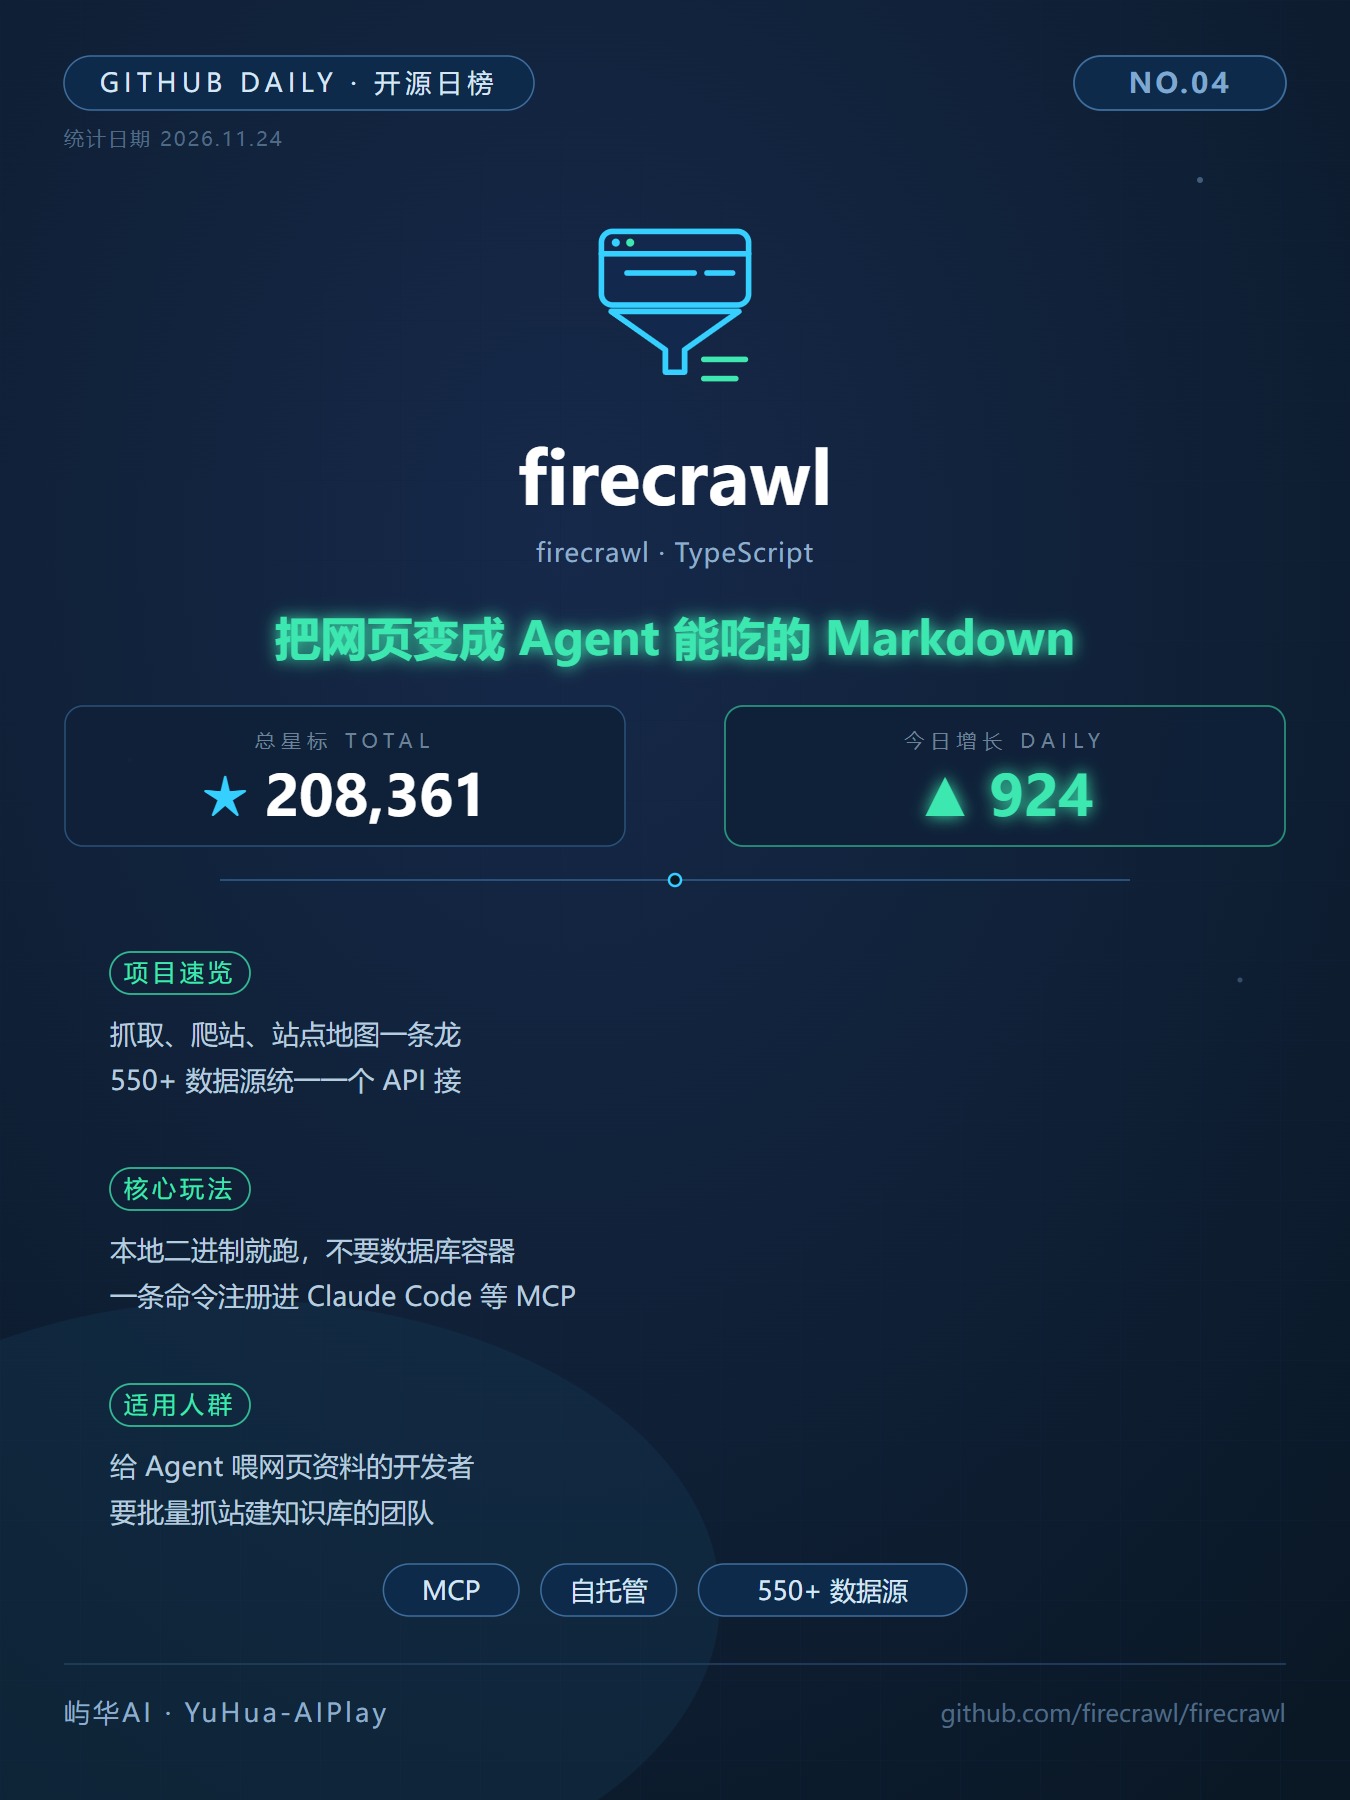 GITHUB DAILY · 开源日榜
NO.04
统计日期 2026.11.24
firecrawl
firecrawl · TypeScript
把网页变成 Agent 能吃的 Markdown
总星标 TOTAL
★ 208,361
今日增长 DAILY
▲ 924
项目速览
抓取、爬站、站点地图一条龙
550+ 数据源统一一个 API 接
核心玩法
本地二进制就跑，不要数据库容器
一条命令注册进 Claude Code 等 MCP
适用人群
给 Agent 喂网页资料的开发者
要批量抓站建知识库的团队
MCP
自托管
550+ 数据源
屿华AI · YuHua-AIPlay
github.com/firecrawl/firecrawl